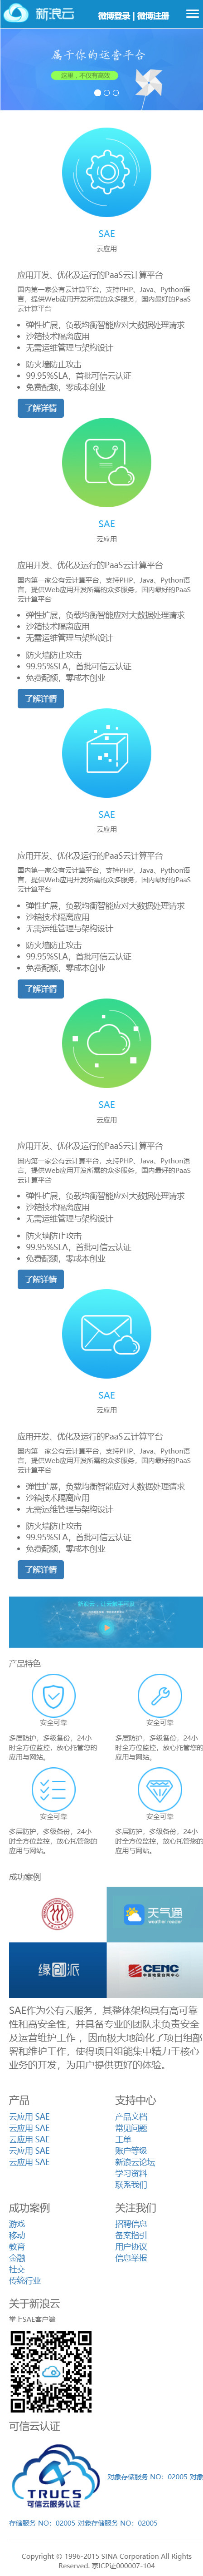 新浪云
微博登录 | 微博注册
属于你的运营平台
这里，不仅有高效
SAE
云应用
应用开发、优化及运行的PaaS云计算平台
国内第一家公有云计算平台，支持PHP、Java、Python语
言，提供Web应用开发所需的众多服务，国内最好的PaaS
云计算平台
弹性扩展，负载均衡智能应对大数据处理请求
沙箱技术隔离应用
无需运维管理与架构设计
防火墙防止攻击
99.95%SLA，首批可信云认证
免费配额，零成本创业
了解详情
SAE
云应用
应用开发、优化及运行的PaaS云计算平台
国内第一家公有云计算平台，支持PHP、Java、Python语
言，提供Web应用开发所需的众多服务，国内最好的PaaS
云计算平台
弹性扩展，负载均衡智能应对大数据处理请求
沙箱技术隔离应用
无需运维管理与架构设计
防火墙防止攻击
99.95%SLA，首批可信云认证
免费配额，零成本创业
了解详情
SAE
云应用
应用开发、优化及运行的PaaS云计算平台
国内第一家公有云计算平台，支持PHP、Java、Python语
言，提供Web应用开发所需的众多服务，国内最好的PaaS
云计算平台
弹性扩展，负载均衡智能应对大数据处理请求
沙箱技术隔离应用
无需运维管理与架构设计
防火墙防止攻击
99.95%SLA，首批可信云认证
免费配额，零成本创业
了解详情
SAE
云应用
应用开发、优化及运行的PaaS云计算平台
国内第一家公有云计算平台，支持PHP、Java、Python语
言，提供Web应用开发所需的众多服务，国内最好的PaaS
云计算平台
弹性扩展，负载均衡智能应对大数据处理请求
沙箱技术隔离应用
无需运维管理与架构设计
防火墙防止攻击
99.95%SLA，首批可信云认证
免费配额，零成本创业
了解详情
SAE
云应用
应用开发、优化及运行的PaaS云计算平台
国内第一家公有云计算平台，支持PHP、Java、Python语
言，提供Web应用开发所需的众多服务，国内最好的PaaS
云计算平台
弹性扩展，负载均衡智能应对大数据处理请求
沙箱技术隔离应用
无需运维管理与架构设计
防火墙防止攻击
99.95%SLA，首批可信云认证
免费配额，零成本创业
了解详情
产品特色
安全可靠
多层防护，多级备份，24小
时全方位监控，放心托管您的
应用与网站。
安全可靠
多层防护，多级备份，24小
时全方位监控，放心托管您的
应用与网站。
安全可靠
多层防护，多级备份，24小
时全方位监控，放心托管您的
应用与网站。
安全可靠
多层防护，多级备份，24小
时全方位监控，放心托管您的
应用与网站。
成功案例
天气通
weather reader
缘创派
CENC
中国地震台网中心
SAE作为公有云服务，其整体架构具有高可靠
性和高安全性，并具备专业的团队来负责安全
及运营维护工作 ，因而极大地简化了项目组部
署和维护工作，使得项目组能集中精力于核心
业务的开发，为用户提供更好的体验。
产品
云应用 SAE
云应用 SAE
云应用 SAE
云应用 SAE
云应用 SAE
支持中心
产品文档
常见问题
工单
账户等级
新浪云论坛
学习资料
联系我们
成功案例
游戏
移动
教育
金融
社交
传统行业
关注我们
招聘信息
备案指引
用户协议
信息举报
关于新浪云
掌上SAE客户端
可信云认证
TRUCS
可信云服务认证
对象存储服务 NO：02005 对象
存储服务 NO：02005 对象存储服务 NO：02005
Copyright © 1996-2015 SINA Corporation All Rights
Reserved. 京ICP证000007-104